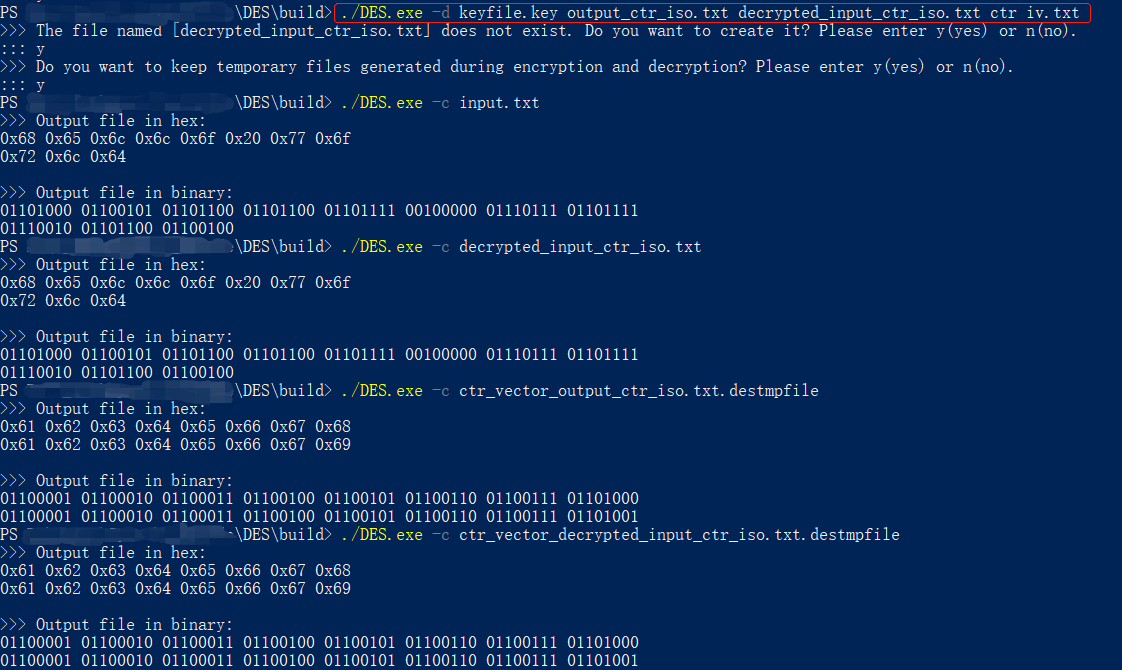 PS \DES\build> ./DES.exe -d keyfile.key output_ctr_iso.txt decrypted_input_ctr_iso.txt ctr iv.txt
>>> The file named [decrypted_input_ctr_iso.txt] does not exist. Do you want to create it? Please enter y(yes) or n(no).
::: y
>>> Do you want to keep temporary files generated during encryption and decryption? Please enter y(yes) or n(no).
::: y
PS \DES\build> ./DES.exe -c input.txt
>>> Output file in hex:
0x68 0x65 0x6c 0x6c 0x6f 0x20 0x77 0x6f
0x72 0x6c 0x64
>>> Output file in binary:
01101000 01100101 01101100 01101100 01101111 00100000 01110111 01101111
01110010 01101100 01100100
PS \DES\build> ./DES.exe -c decrypted_input_ctr_iso.txt
>>> Output file in hex:
0x68 0x65 0x6c 0x6c 0x6f 0x20 0x77 0x6f
0x72 0x6c 0x64
>>> Output file in binary:
01101000 01100101 01101100 01101100 01101111 00100000 01110111 01101111
01110010 01101100 01100100
PS \DES\build> ./DES.exe -c ctr_vector_output_ctr_iso.txt.destmpfile
>>> Output file in hex:
0x61 0x62 0x63 0x64 0x65 0x66 0x67 0x68
0x61 0x62 0x63 0x64 0x65 0x66 0x67 0x69
>>> Output file in binary:
01100001 01100010 01100011 01100100 01100101 01100110 01100111 01101000
01100001 01100010 01100011 01100100 01100101 01100110 01100111 01101001
PS \DES\build> ./DES.exe -c ctr_vector_decrypted_input_ctr_iso.txt.destmpfile
>>> Output file in hex:
0x61 0x62 0x63 0x64 0x65 0x66 0x67 0x68
0x61 0x62 0x63 0x64 0x65 0x66 0x67 0x69
>>> Output file in binary:
01100001 01100010 01100011 01100100 01100101 01100110 01100111 01101000
01100001 01100010 01100011 01100100 01100101 01100110 01100111 01101001